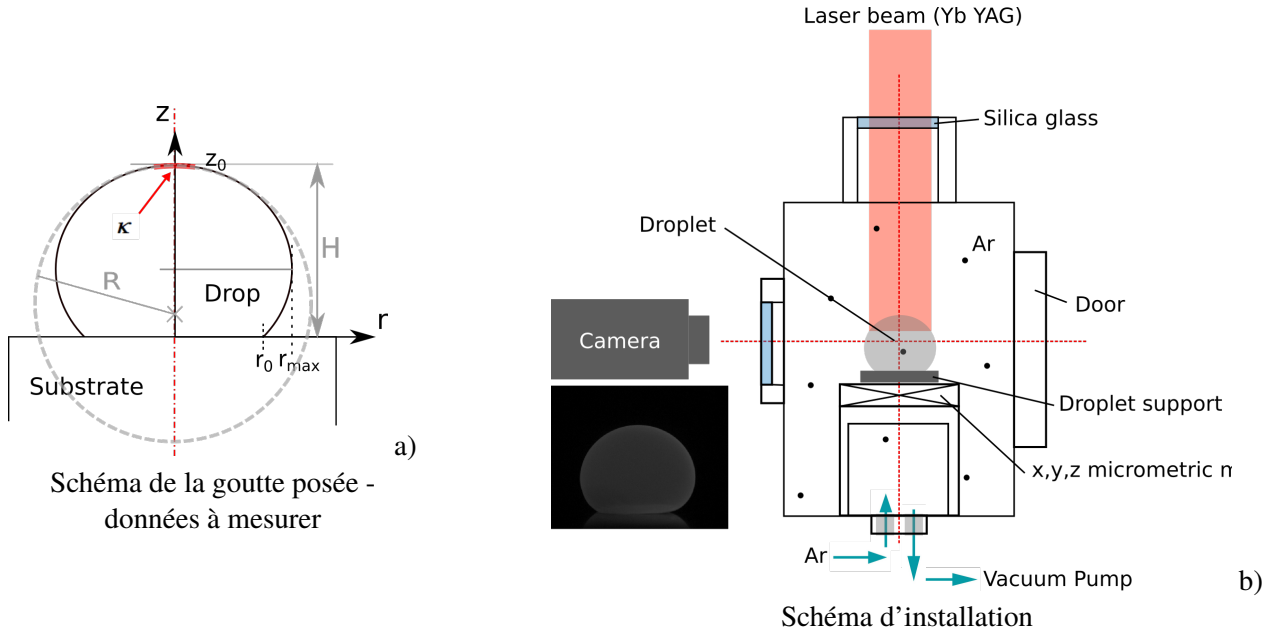 z
z₀
κ
H
R
Drop
r
r₀ rₘₐₓ
Substrate
a)
Schéma de la goutte posée -
données à mesurer
Laser beam (Yb YAG)
Silica glass
Droplet
Ar
Door
Camera
Droplet support
x,y,z micrometric m
Ar
Vacuum Pump
b)
Schéma d’installation